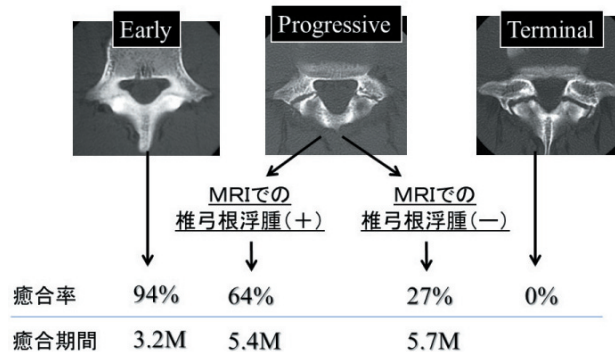 Early Progressive Terminal
MRIでの MRIでの
椎弓根浮腫(+) 椎弓根浮腫(ー)
癒合率 94% 64% 27% 0%
癒合期間 3.2M 5.4M 5.7M